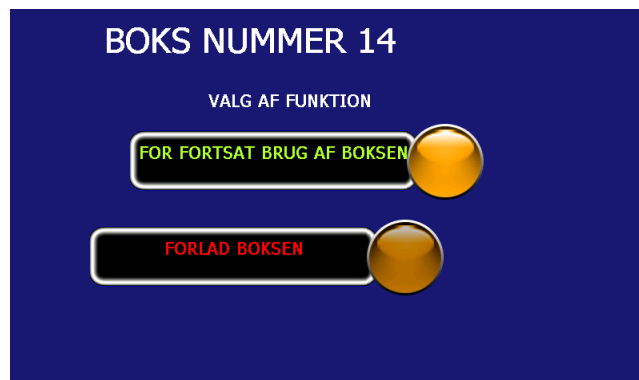 BOKS NUMMER 14
VALG AF FUNKTION
FOR FORTSAT BRUG AF BOKSEN
FORLAD BOKSEN